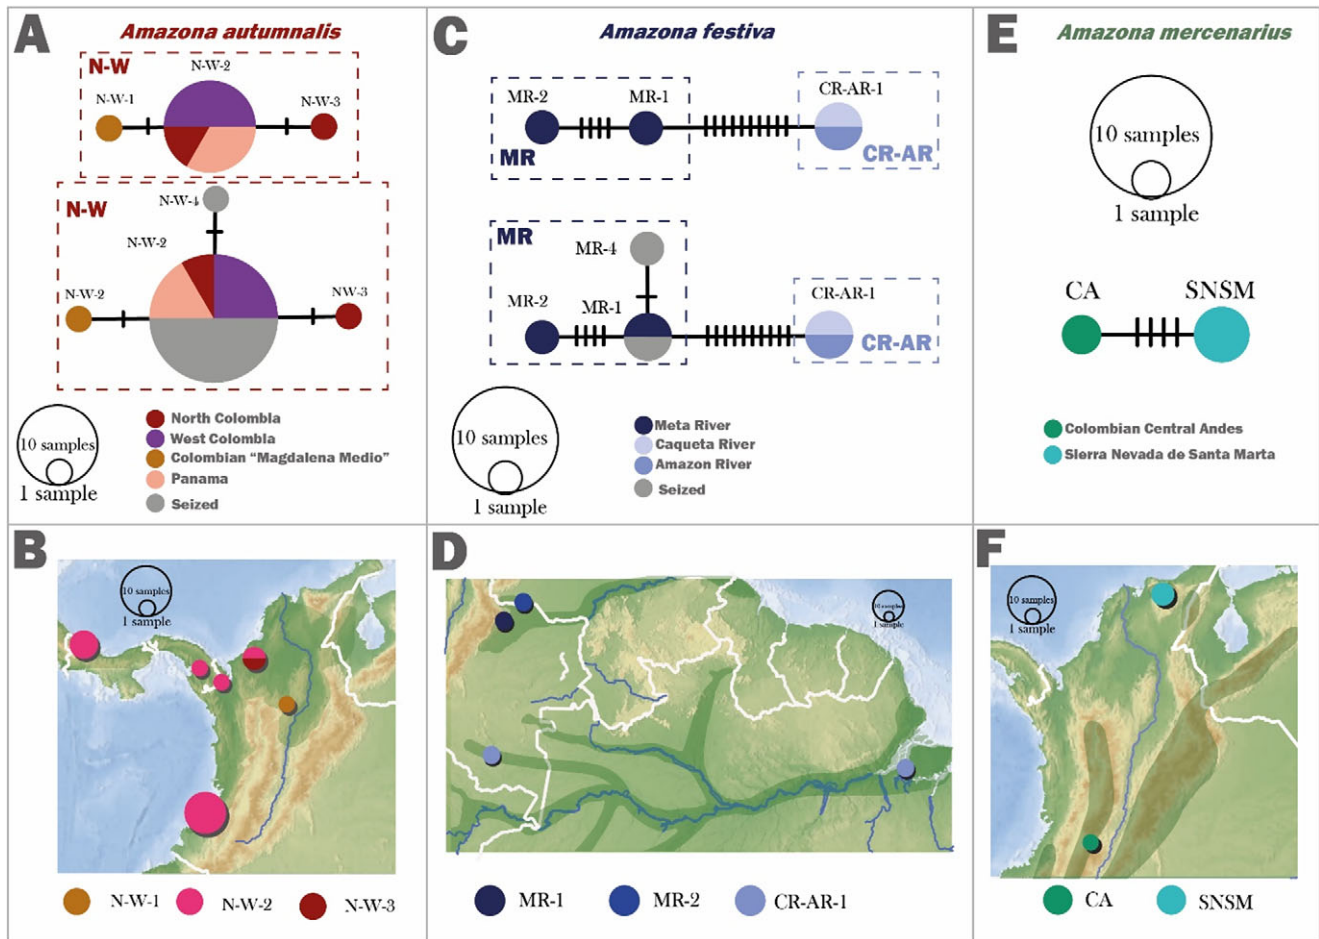 A
Amazona autumnalis
N-W
N-W-2
N-W-1
N-W-3
N-W
N-W-4
N-W-2
N-W-2
NW-3
10 samples
1 sample
North Colombia
West Colombia
Colombian “Magdalena Medio”
Panama
Seized
C
Amazona festiva
MR-2
MR-1
CR-AR-1
MR
CR-AR
MR
MR-4
MR-2
MR-1
CR-AR-1
CR-AR
10 samples
1 sample
Meta River
Caqueta River
Amazon River
Seized
E
Amazona mercenarius
10 samples
1 sample
CA
SNSM
Colombian Central Andes
Sierra Nevada de Santa Marta
B
10 samples
1 sample
N-W-1
N-W-2
N-W-3
D
10 samples
1 sample
MR-1
MR-2
CR-AR-1
F
10 samples
1 sample
CA
SNSM